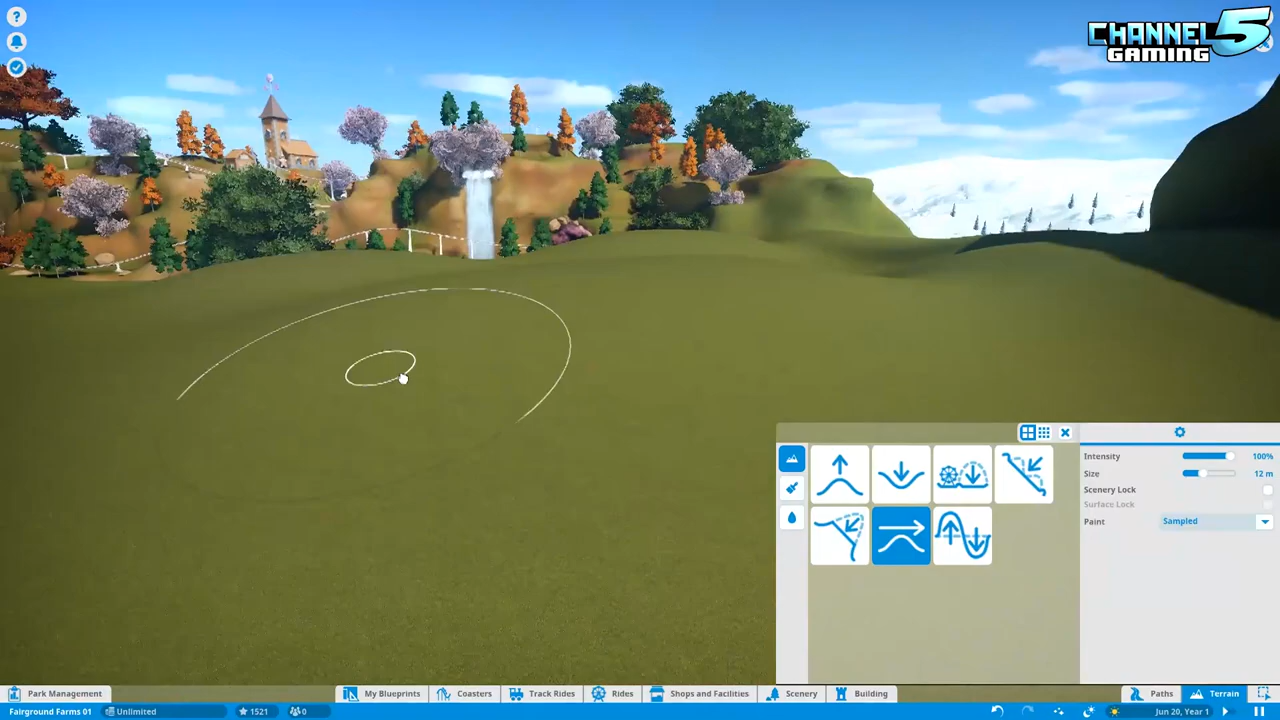 ?
CHANNEL 5
GAMING
Intensity 100%
Size 12 m
Scenery Lock
Surface Lock
Paint Sampled
Park Management My Blueprints Coasters Track Rides Rides Shops and Facilities Scenery Building Paths Terrain
Fairground Farms 01 Unlimited 1521 0 Jun 20, Year 1